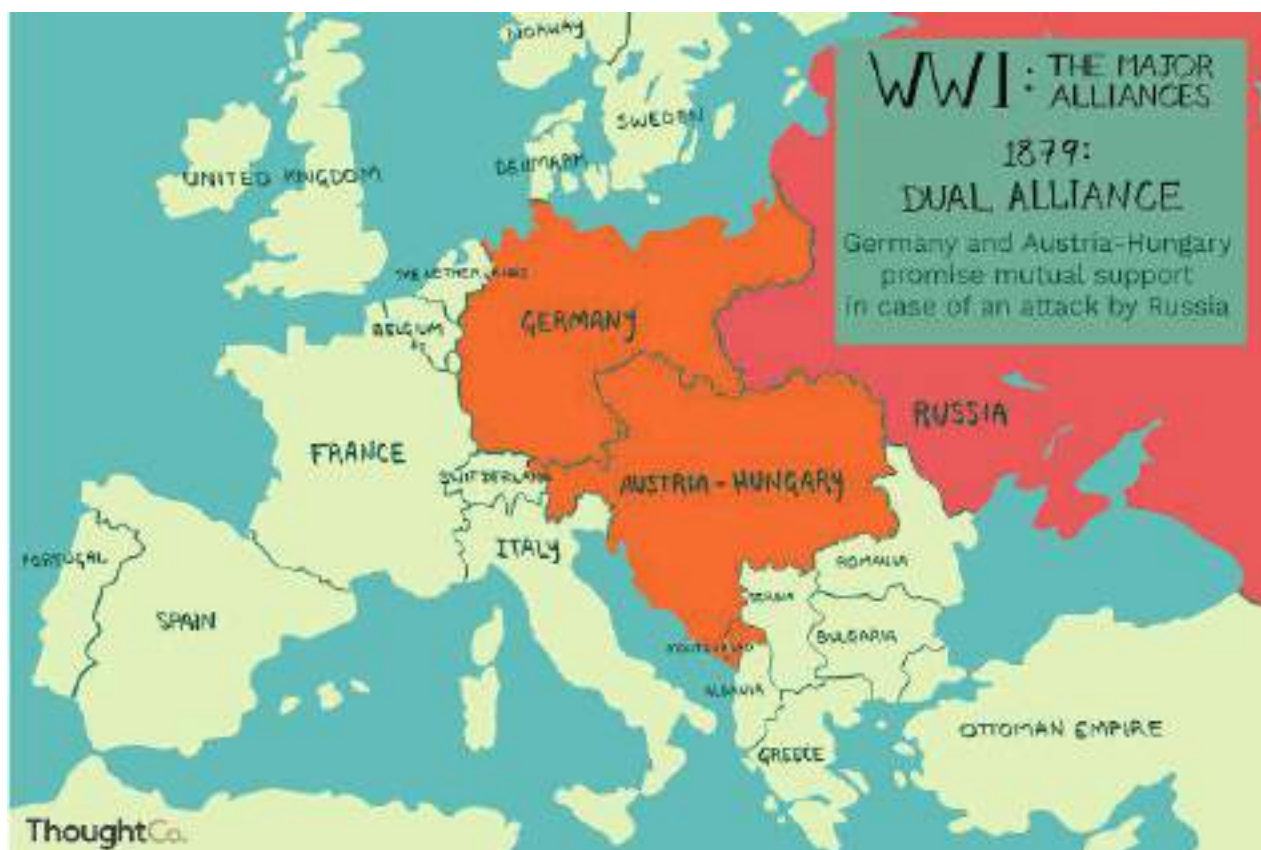 WWI: THE MAJOR
ALLIANCES
1879:
DUAL ALLIANCE
Germany and Austria-Hungary
promise mutual support
in case of an attack by Russia
NORWAY
SWEDEN
DENMARK
UNITED KINGDOM
THE NETHERLANDS
BELGIUM
GERMANY
RUSSIA
FRANCE
SWITZERLAND
AUSTRIA-HUNGARY
ITALY
PORTUGAL
SPAIN
ROMANIA
SERBIA
BULGARIA
MONTENEGRO
ALBANIA
GREECE
OTTOMAN EMPIRE
ThoughtCo.